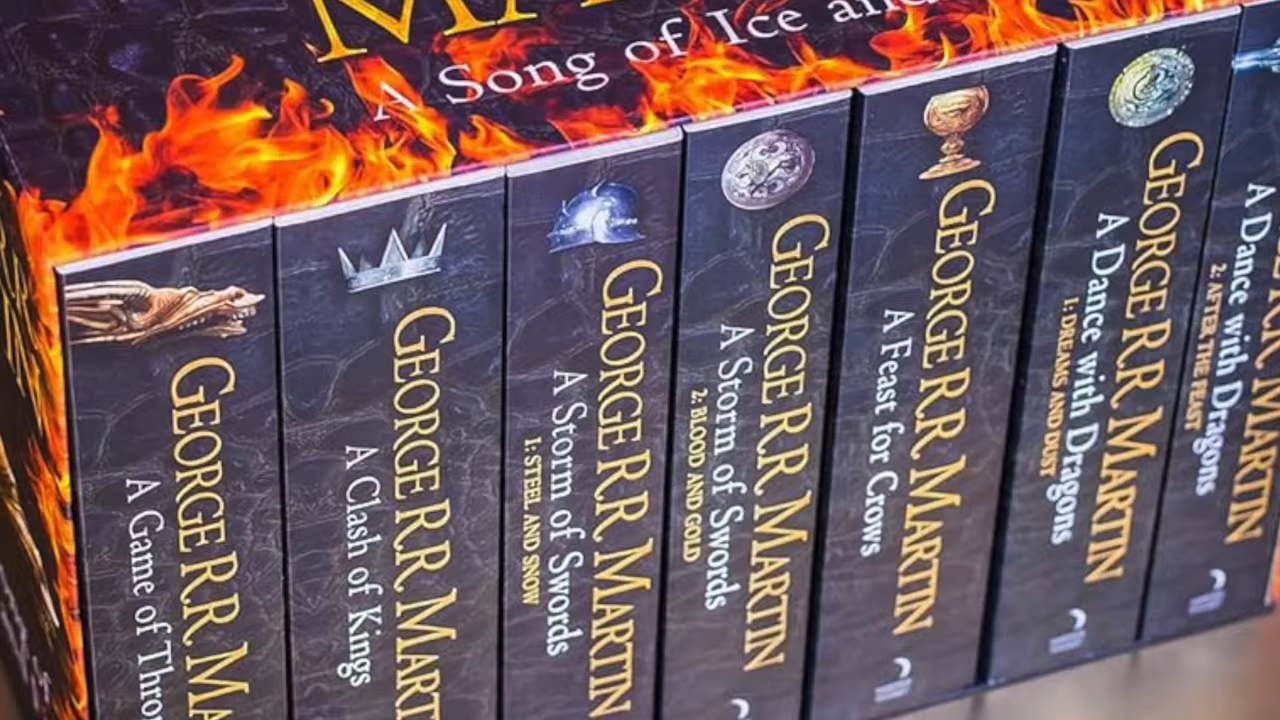 A Song of Ice and
GEORGE R.R. MA
A Game of Thro
GEORGE R.R. MART
A Clash of Kings
GEORGE R.R. MARTIN
A Storm of Swords
1: STEEL AND SNOW
GEORGE R.R. MARTIN
A Storm of Swords
2: BLOOD AND GOLD
GEORGE R.R. MARTIN
A Feast for Crows
GEORGE R.R. MARTIN
A Dance with Dragons
1: DREAMS AND DUST
R.R. MARTIN
A Dance with Dragons
2: AFTER THE FEAST